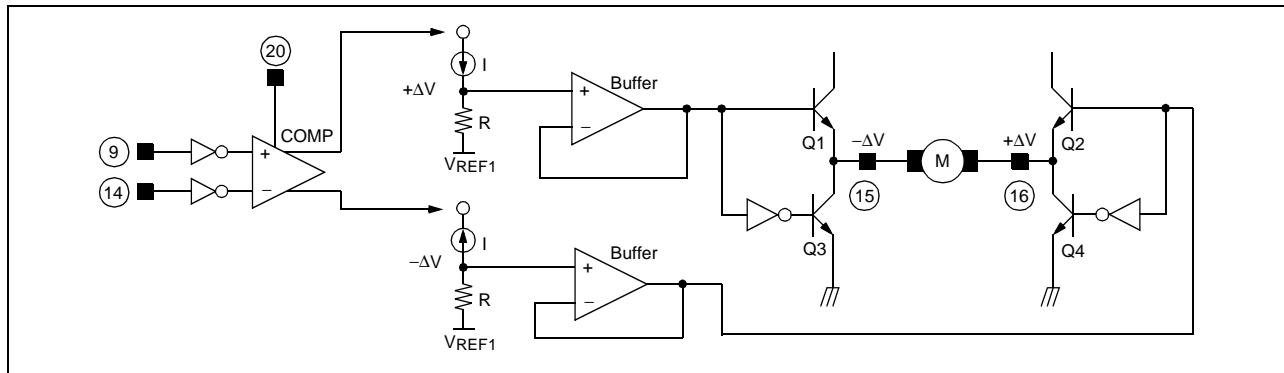 20
I
+ΔV
R
VREF1
Buffer
+
−
COMP
9
14
+
−
Q1
−ΔV
M
+ΔV
Q2
15
16
Q3
Q4
I
−ΔV
R
VREF1
Buffer
+
−